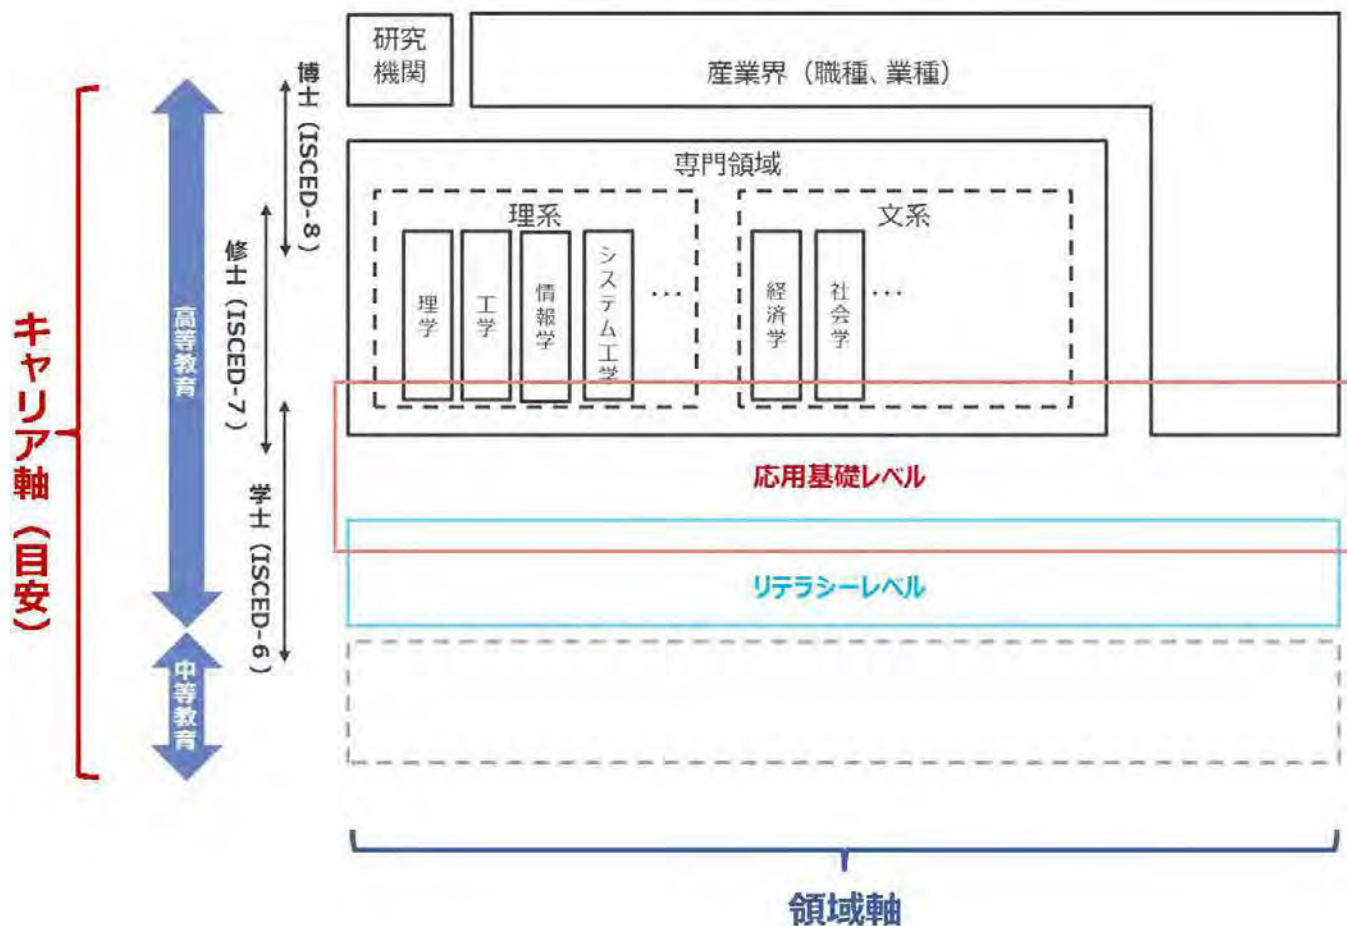 研究
機関
産業界（職種、業種）
博士（ISCED-8）
専門領域
理系
文系
理学
工学
情報学
システム工学
…
経済学
社会学
…
修士（ISCED-7）
高等教育
キャリア軸（目安）
応用基礎レベル
学士（ISCED-6）
リテラシーレベル
中等教育
領域軸